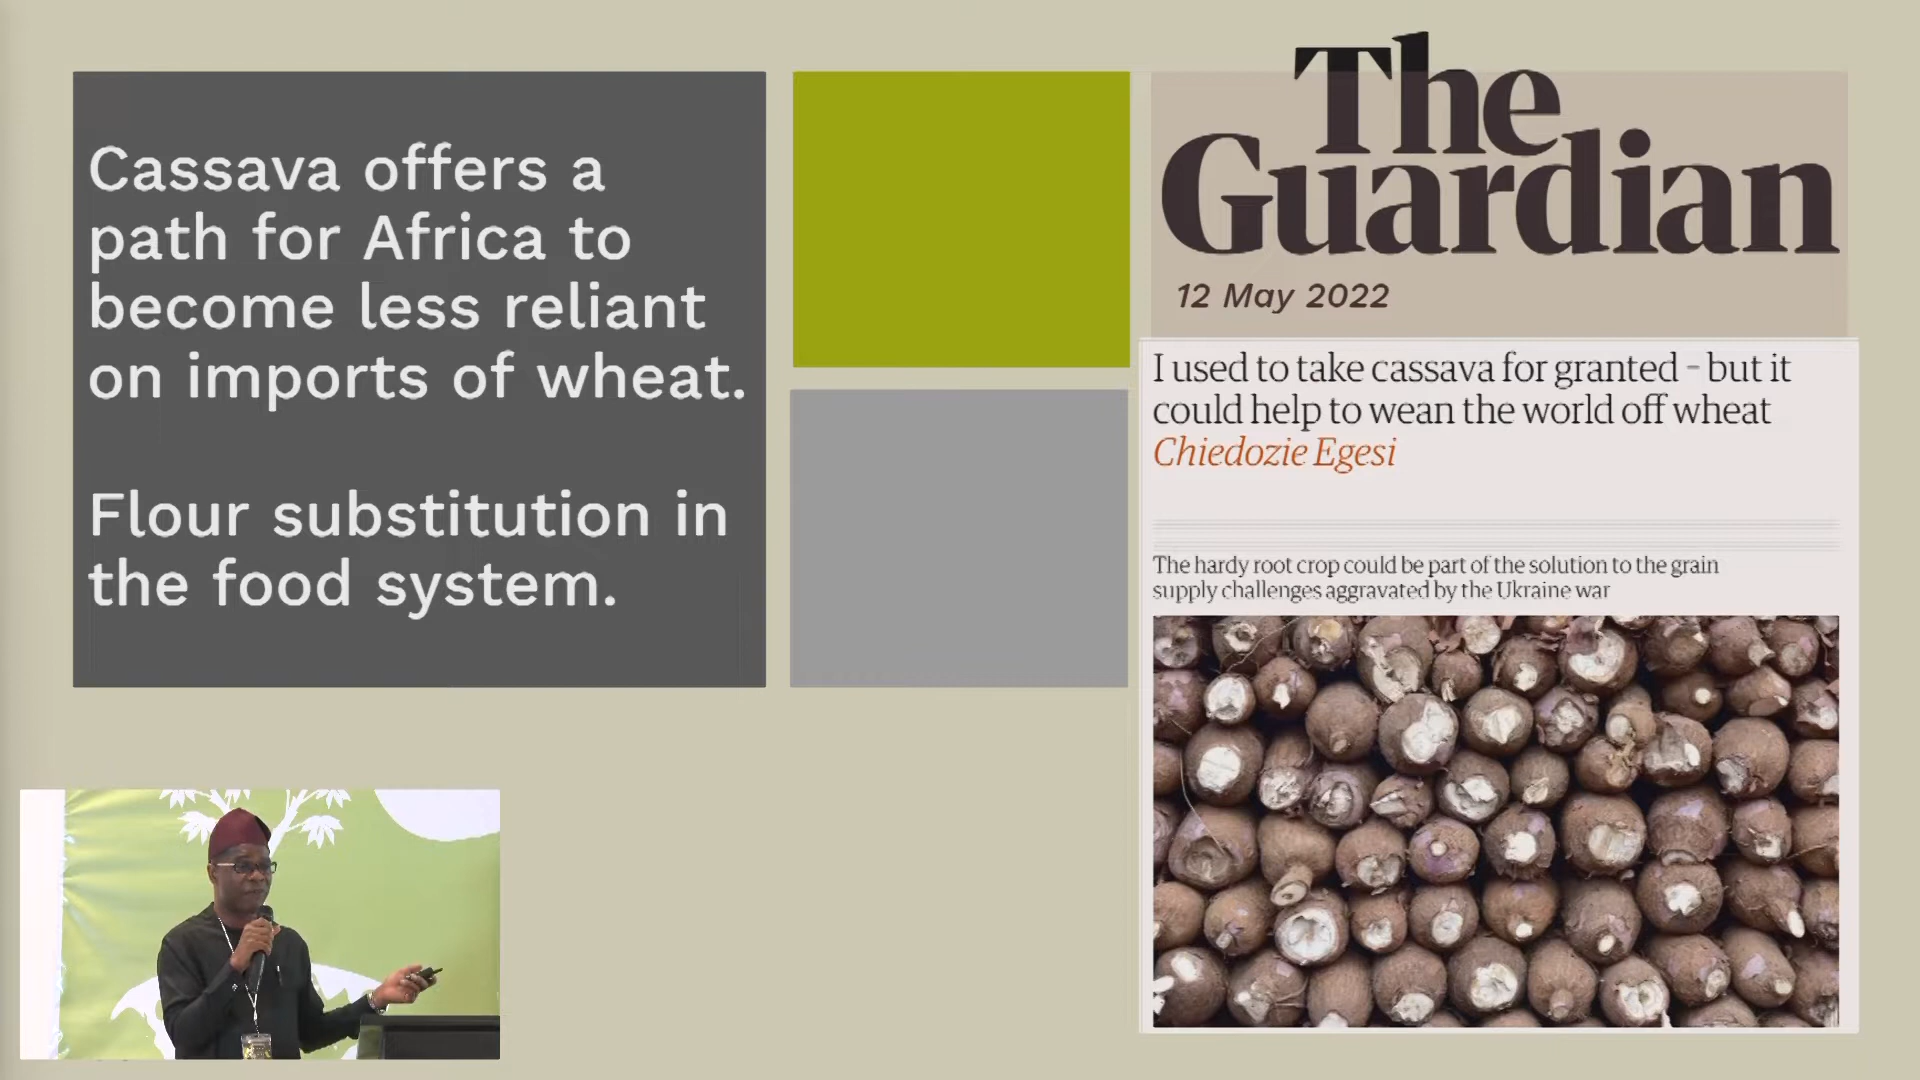 Cassava offers a
path for Africa to
become less reliant
on imports of wheat.
Flour substitution in
the food system.
The
Guardian
12 May 2022
I used to take cassava for granted - but it
could help to wean the world off wheat
Chiedozie Egesi
The hardy root crop could be part of the solution to the grain
supply challenges aggravated by the Ukraine war